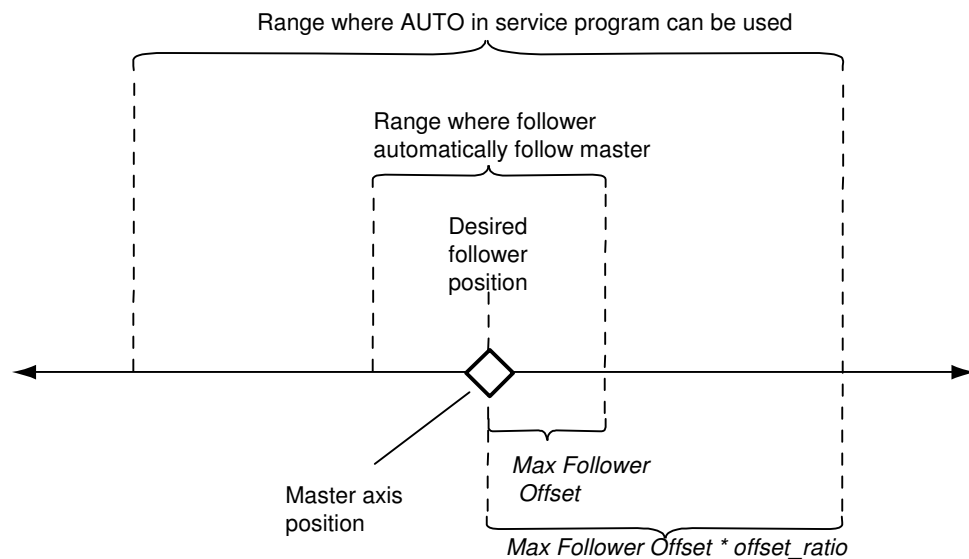 Range where AUTO in service program can be used
Range where follower
automatically follow master
Desired
follower
position
Max Follower
Offset
Master axis
position
Max Follower Offset * offset_ratio